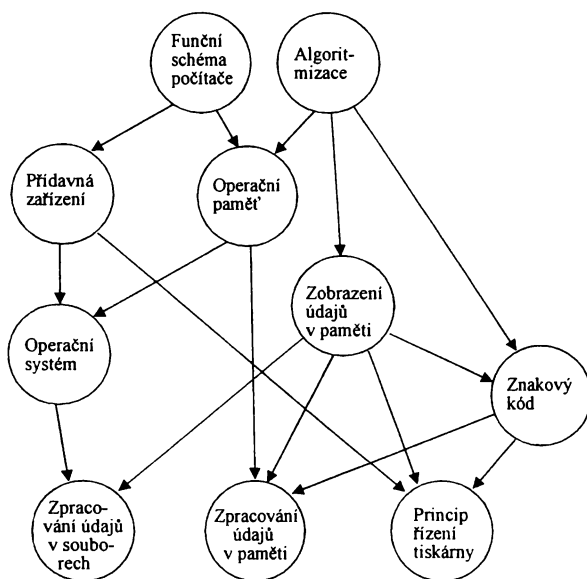 Funční
schéma
počítače
Algorit-
mizace
Přídavná
zařízení
Operační
paměť
Zobrazení
údajů
v paměti
Operační
systém
Znakový
kód
Zpraco-
vání údajů
v soubo-
rech
Zpracování
údajů
v paměti
Princip
řízení
tiskárny